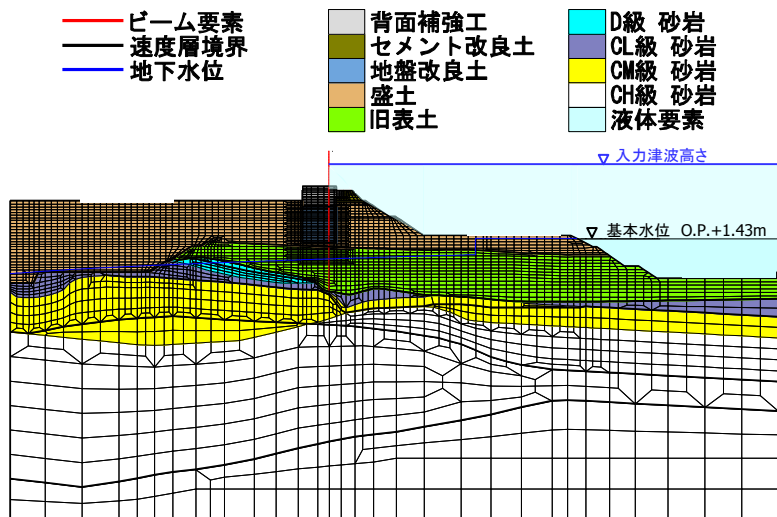 ビーム要素
速度層境界
地下水位
背面補強工
セメント改良土
地盤改良土
盛土
旧表土
D級 砂岩
CL級 砂岩
CM級 砂岩
CH級 砂岩
液体要素
入力津波高さ
基本水位 O.P.+1.43m